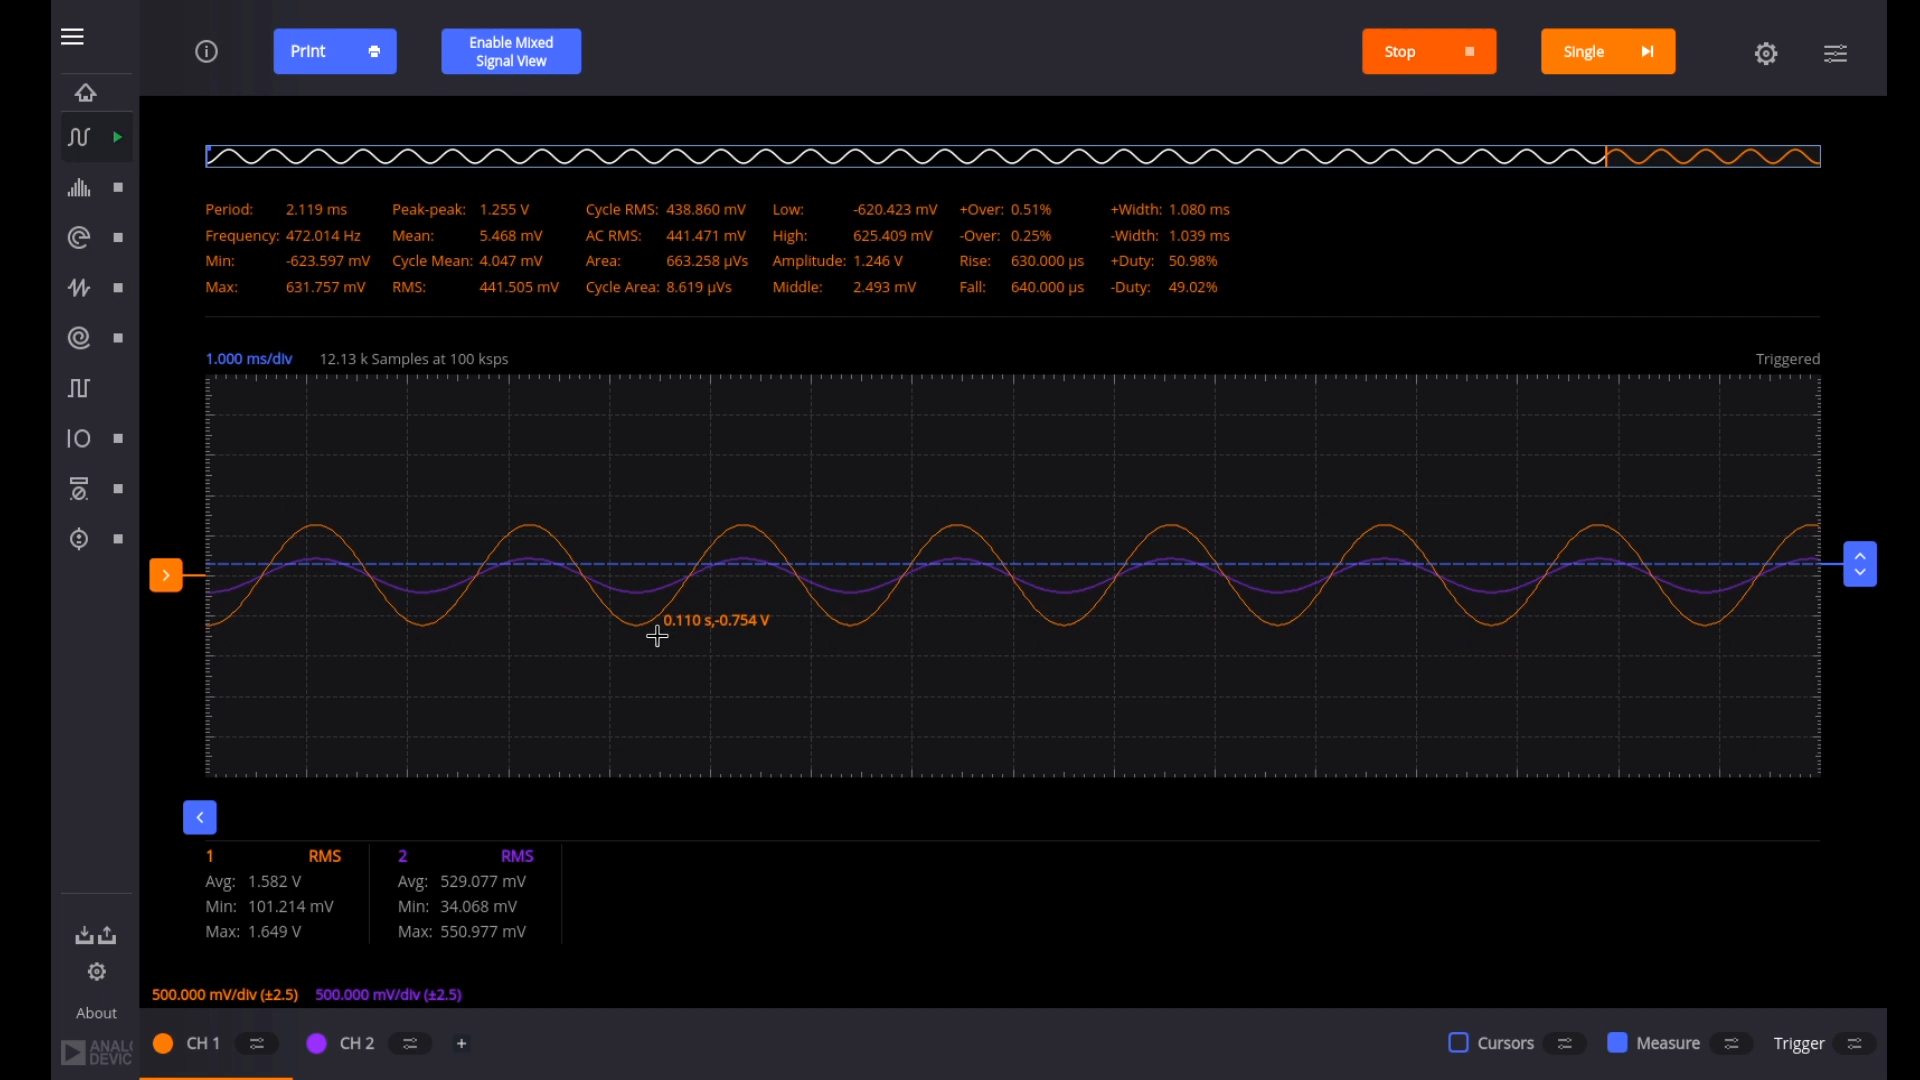 Print
Enable Mixed
Signal View
Stop
Single
Period: 2.119 ms Peak-peak: 1.255 V Cycle RMS: 438.860 mV Low: -620.423 mV +Over: 0.51% +Width: 1.080 ms
Frequency: 472.014 Hz Mean: 5.468 mV AC RMS: 441.471 mV High: 625.409 mV -Over: 0.25% -Width: 1.039 ms
Min: -623.597 mV Cycle Mean: 4.047 mV Area: 663.258 µVs Amplitude: 1.246 V Rise: 630.000 µs +Duty: 50.98%
Max: 631.757 mV RMS: 441.505 mV Cycle Area: 8.619 µVs Middle: 2.493 mV Fall: 640.000 µs -Duty: 49.02%
1.000 ms/div 12.13 k Samples at 100 ksps Triggered
0.110 s,-0.754 V
1 RMS 2 RMS
Avg: 1.582 V Avg: 529.077 mV
Min: 101.214 mV Min: 34.068 mV
Max: 1.649 V Max: 550.977 mV
500.000 mV/div (±2.5) 500.000 mV/div (±2.5)
About
ANAL
DEVIC
CH 1 CH 2 + Cursors Measure Trigger